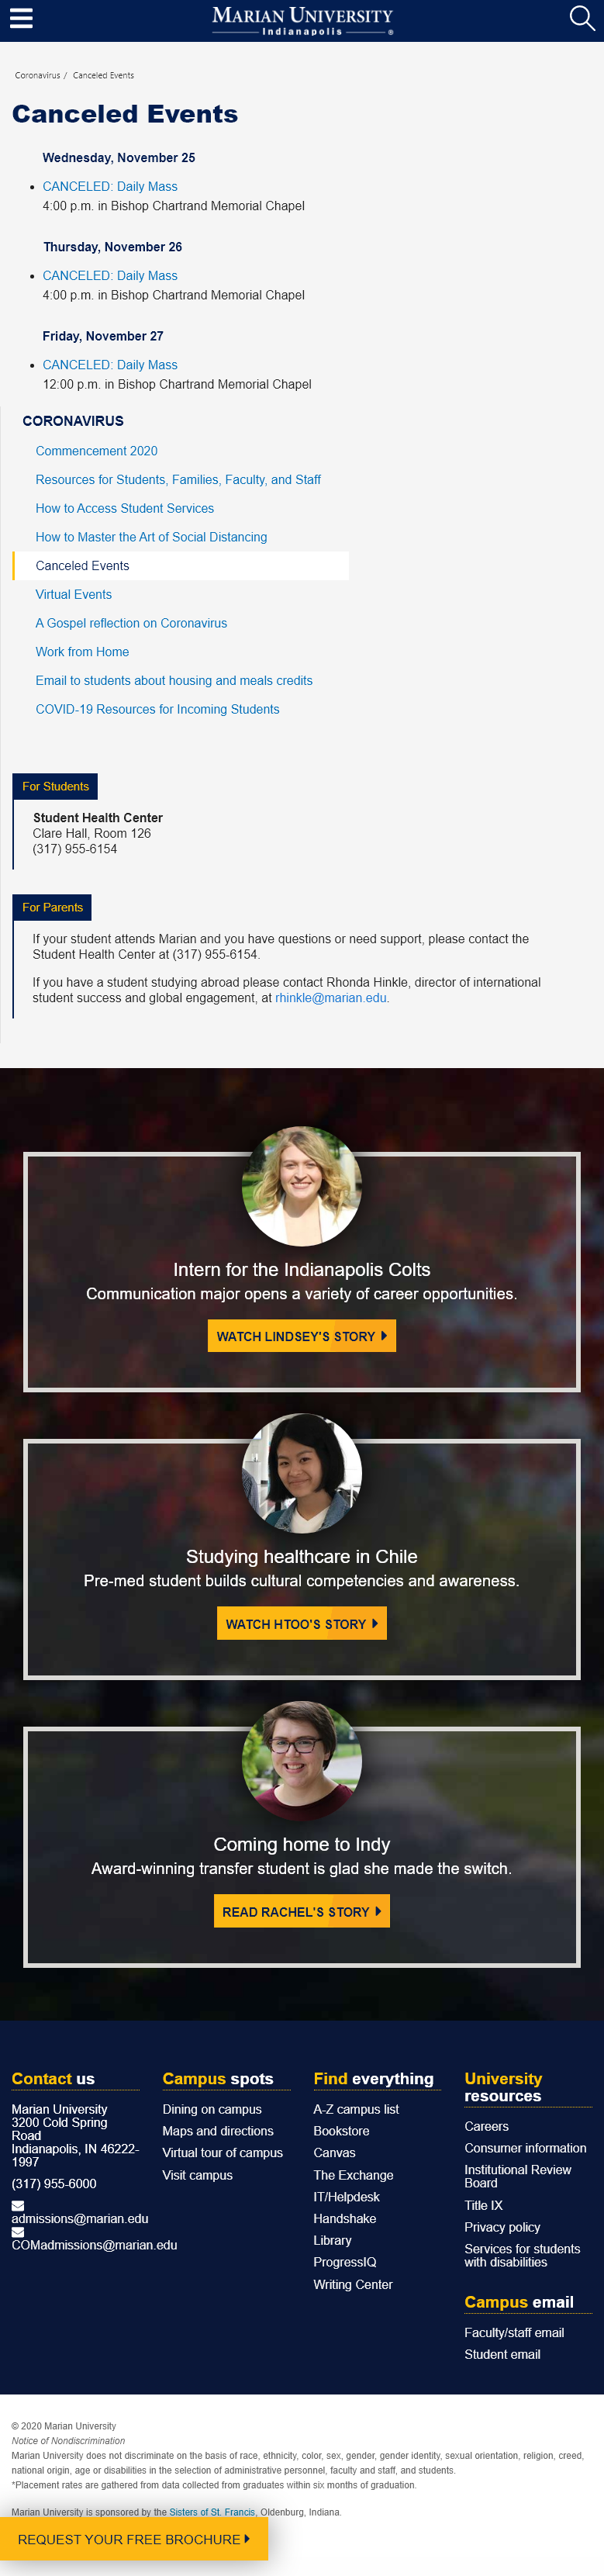 MARIAN UNIVERSITY
Indianapolis ®
Coronavirus / Canceled Events
Canceled Events
Wednesday, November 25
CANCELED: Daily Mass
4:00 p.m. in Bishop Chartrand Memorial Chapel
Thursday, November 26
CANCELED: Daily Mass
4:00 p.m. in Bishop Chartrand Memorial Chapel
Friday, November 27
CANCELED: Daily Mass
12:00 p.m. in Bishop Chartrand Memorial Chapel
CORONAVIRUS
Commencement 2020
Resources for Students, Families, Faculty, and Staff
How to Access Student Services
How to Master the Art of Social Distancing
Canceled Events
Virtual Events
A Gospel reflection on Coronavirus
Work from Home
Email to students about housing and meals credits
COVID-19 Resources for Incoming Students
For Students
Student Health Center
Clare Hall, Room 126
(317) 955-6154
For Parents
If your student attends Marian and you have questions or need support, please contact the
Student Health Center at (317) 955-6154.
If you have a student studying abroad please contact Rhonda Hinkle, director of international
student success and global engagement, at rhinkle@marian.edu.
Intern for the Indianapolis Colts
Communication major opens a variety of career opportunities.
WATCH LINDSEY'S STORY
Studying healthcare in Chile
Pre-med student builds cultural competencies and awareness.
WATCH HTOO'S STORY
Coming home to Indy
Award-winning transfer student is glad she made the switch.
READ RACHEL'S STORY
Contact us
Marian University
3200 Cold Spring
Road
Indianapolis, IN 46222-
1997
(317) 955-6000
admissions@marian.edu
COMadmissions@marian.edu
Campus spots
Dining on campus
Maps and directions
Virtual tour of campus
Visit campus
Find everything
A-Z campus list
Bookstore
Canvas
The Exchange
IT/Helpdesk
Handshake
Library
ProgressIQ
Writing Center
University
resources
Careers
Consumer information
Institutional Review
Board
Title IX
Privacy policy
Services for students
with disabilities
Campus email
Faculty/staff email
Student email
© 2020 Marian University
Notice of Nondiscrimination
Marian University does not discriminate on the basis of race, ethnicity, color, sex, gender, gender identity, sexual orientation, religion, creed,
national origin, age or disabilities in the selection of administrative personnel, faculty and staff, and students.
*Placement rates are gathered from data collected from graduates within six months of graduation.
Marian University is sponsored by the Sisters of St. Francis, Oldenburg, Indiana.
REQUEST YOUR FREE BROCHURE